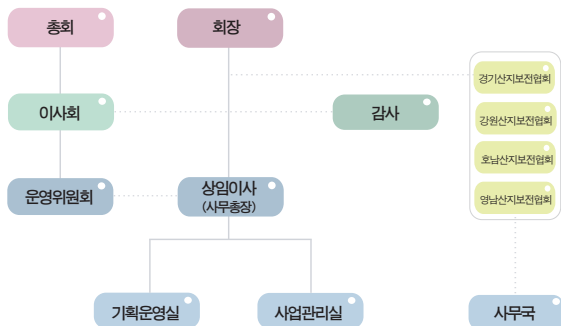 총회
회장
경기산지보전협회
이사회
감사
강원산지보전협회
호남산지보전협회
운영위원회
상임이사
(사무총장)
영남산지보전협회
기획운영실
사업관리실
사무국